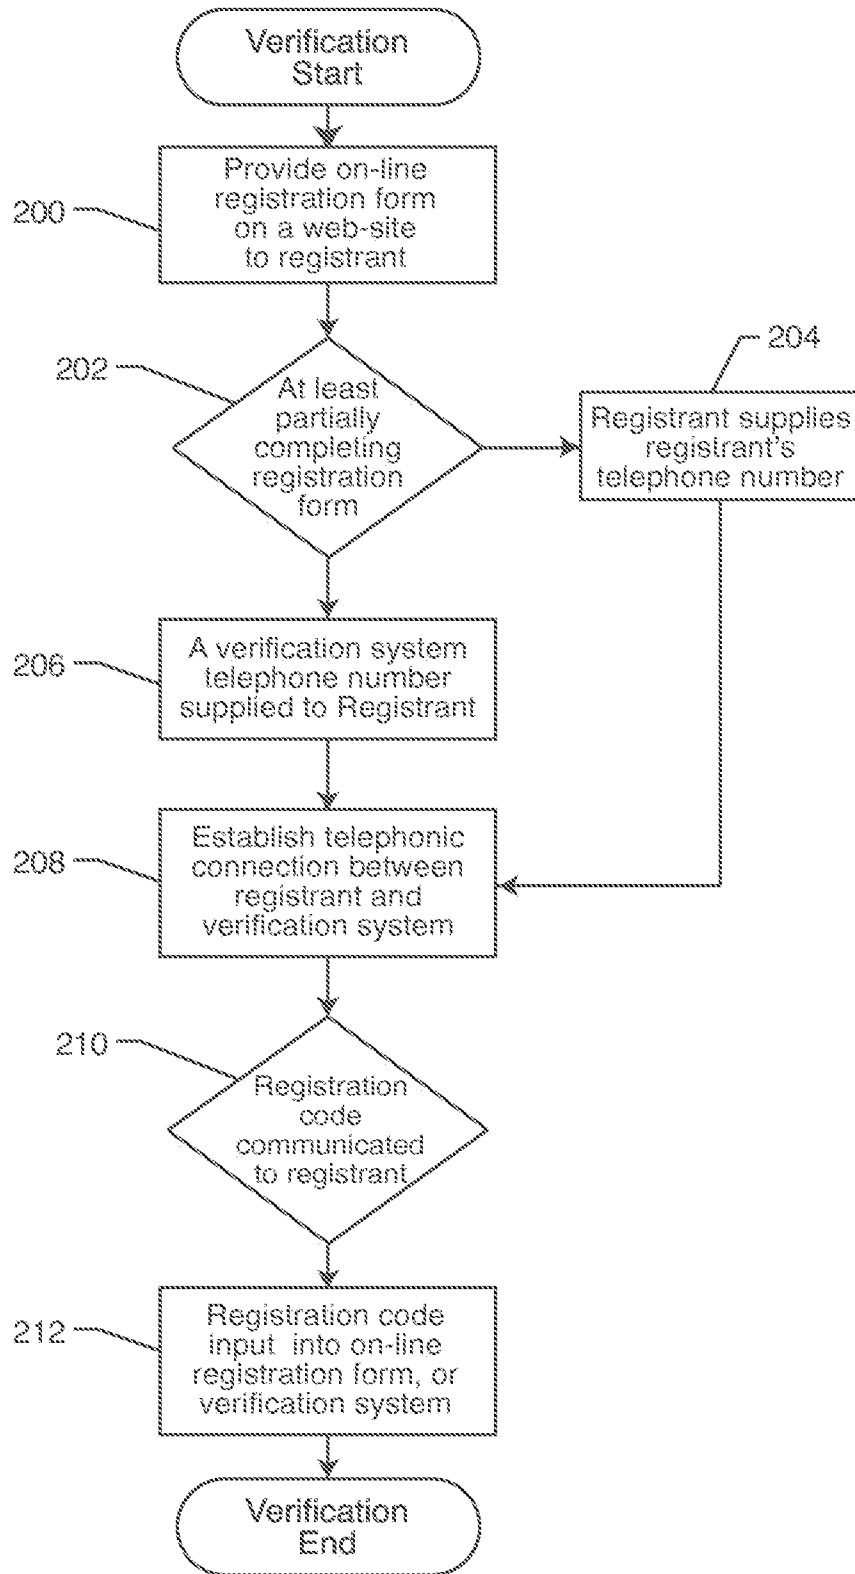 Verification
Start
200
Provide on-line
registration form
on a web-site
to registrant
202
At least
partially
completing
registration
form
204
Registrant supplies
registrant's
telephone number
206
A verification system
telephone number
supplied to Registrant
208
Establish telephonic
connection between
registrant and
verification system
210
Registration
code
communicated
to registrant
212
Registration code
input into on-line
registration form, or
verification system
Verification
End